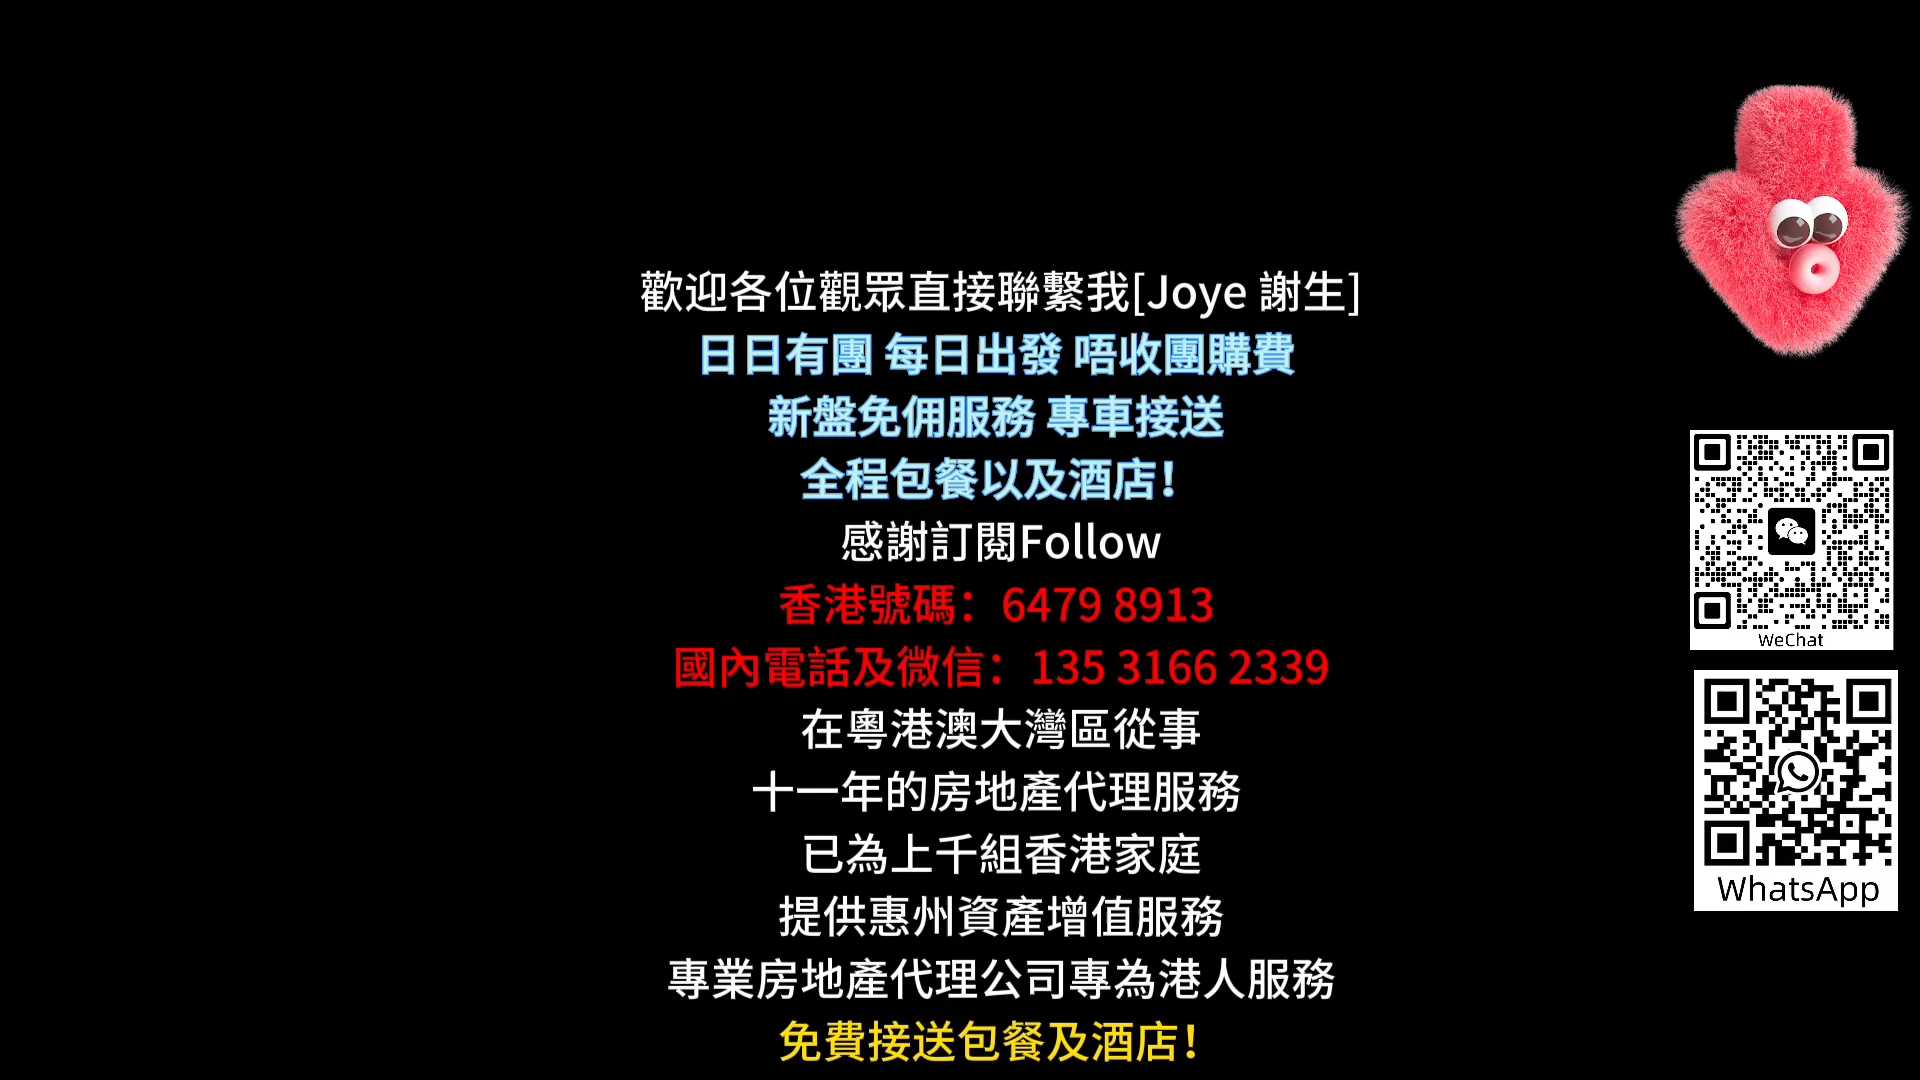 歡迎各位觀眾直接聯繫我[Joye 謝生]
日日有團 每日出發 唔收團購費
新盤免佣服務 專車接送
全程包餐以及酒店！
感謝訂閱Follow
香港號碼：6479 8913
國內電話及微信：135 3166 2339
在粵港澳大灣區從事
十一年的房地產代理服務
已為上千組香港家庭
提供惠州資產增值服務
專業房地產代理公司專為港人服務
免費接送包餐及酒店！
WeChat
WhatsApp